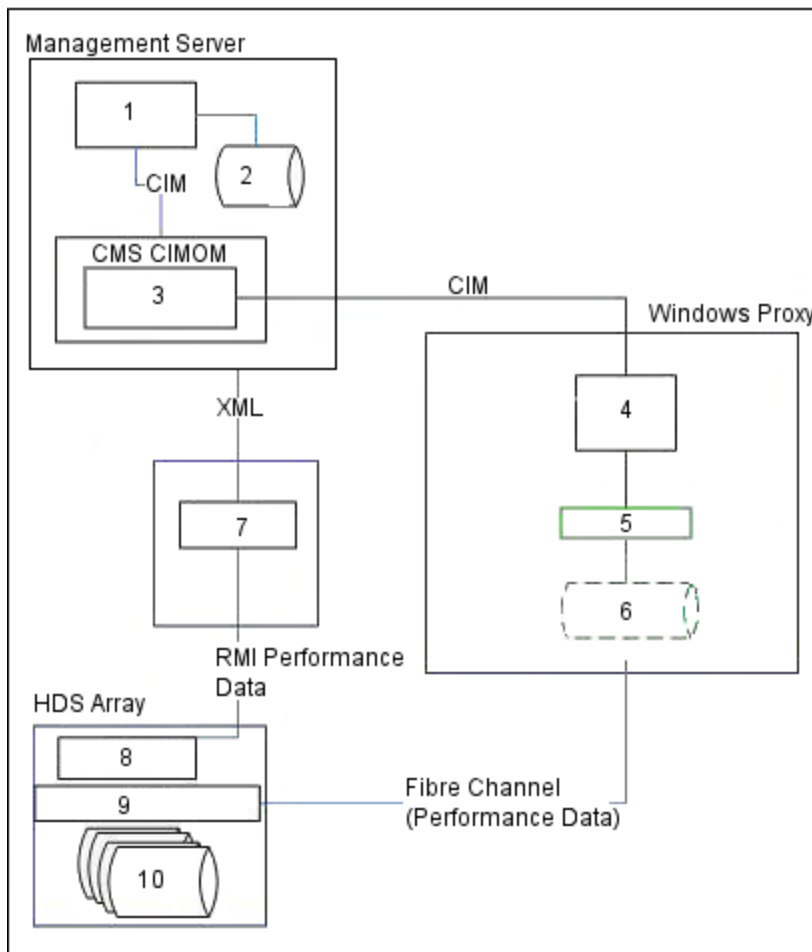 Management Server
1
2
CIM
CMS CIMOM
3
CIM
Windows Proxy
4
XML
5
7
6
RMI Performance
Data
HDS Array
8
Fibre Channel
(Performance Data)
9
10